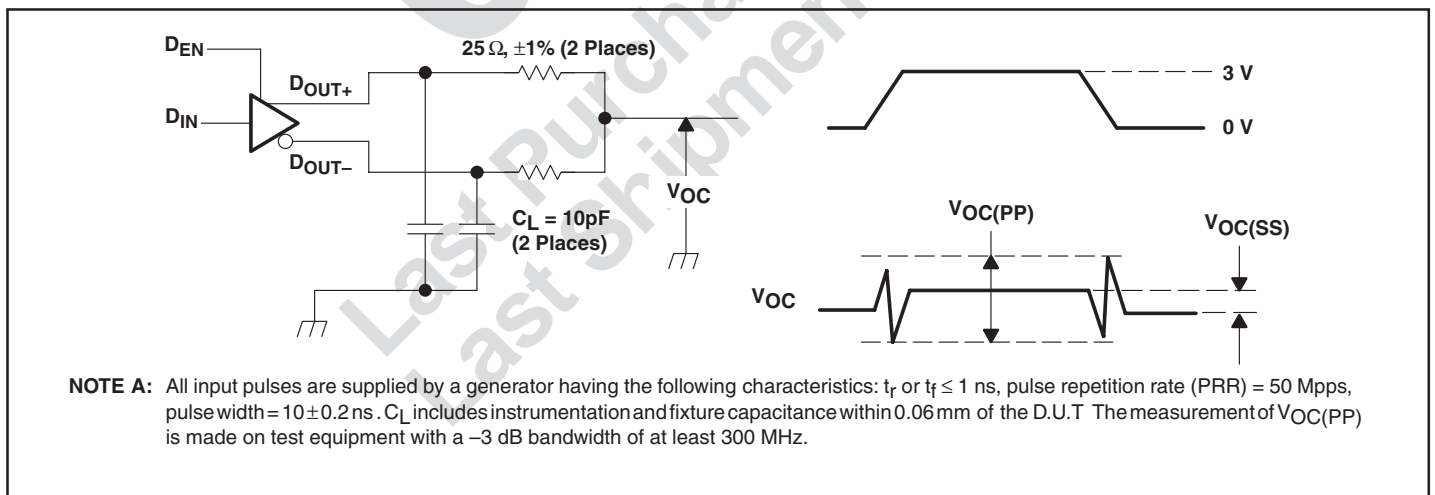 Last Purcha
Last Shipmen
DEN
25 Ω, ±1% (2 Places)
DOUT+
3 V
DIN
0 V
DOUT–
VOC
CL = 10pF
(2 Places)
VOC(PP)
VOC(SS)
VOC
NOTE A: All input pulses are supplied by a generator having the following characteristics: tr or tf ≤ 1 ns, pulse repetition rate (PRR) = 50 Mpps,
pulse width = 10 ± 0.2 ns . CL includes instrumentation and fixture capacitance within 0.06 mm of the D.U.T The measurement of VOC(PP)
is made on test equipment with a –3 dB bandwidth of at least 300 MHz.